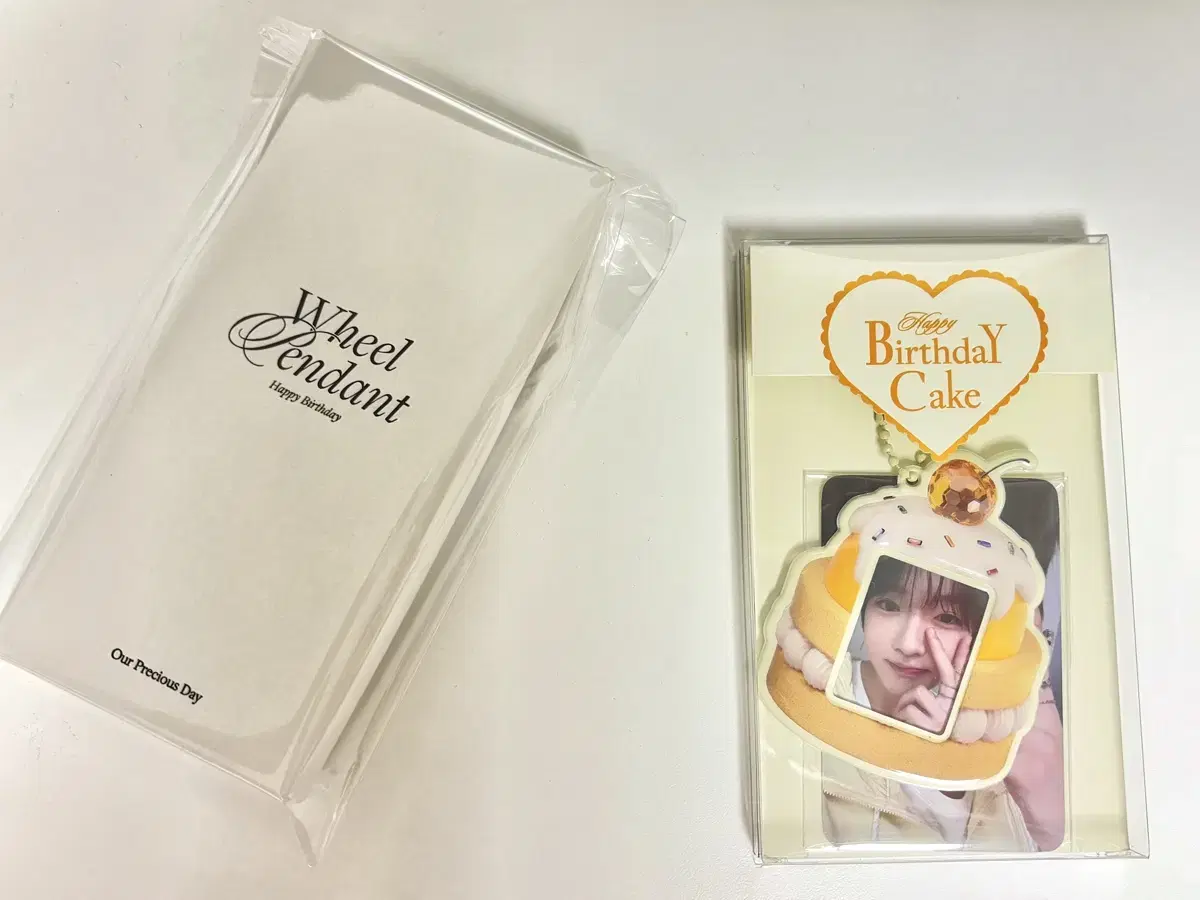 Wheel
Pendant
Happy Birthday
Our Precious Day
Happy
BirthdaY
Cake